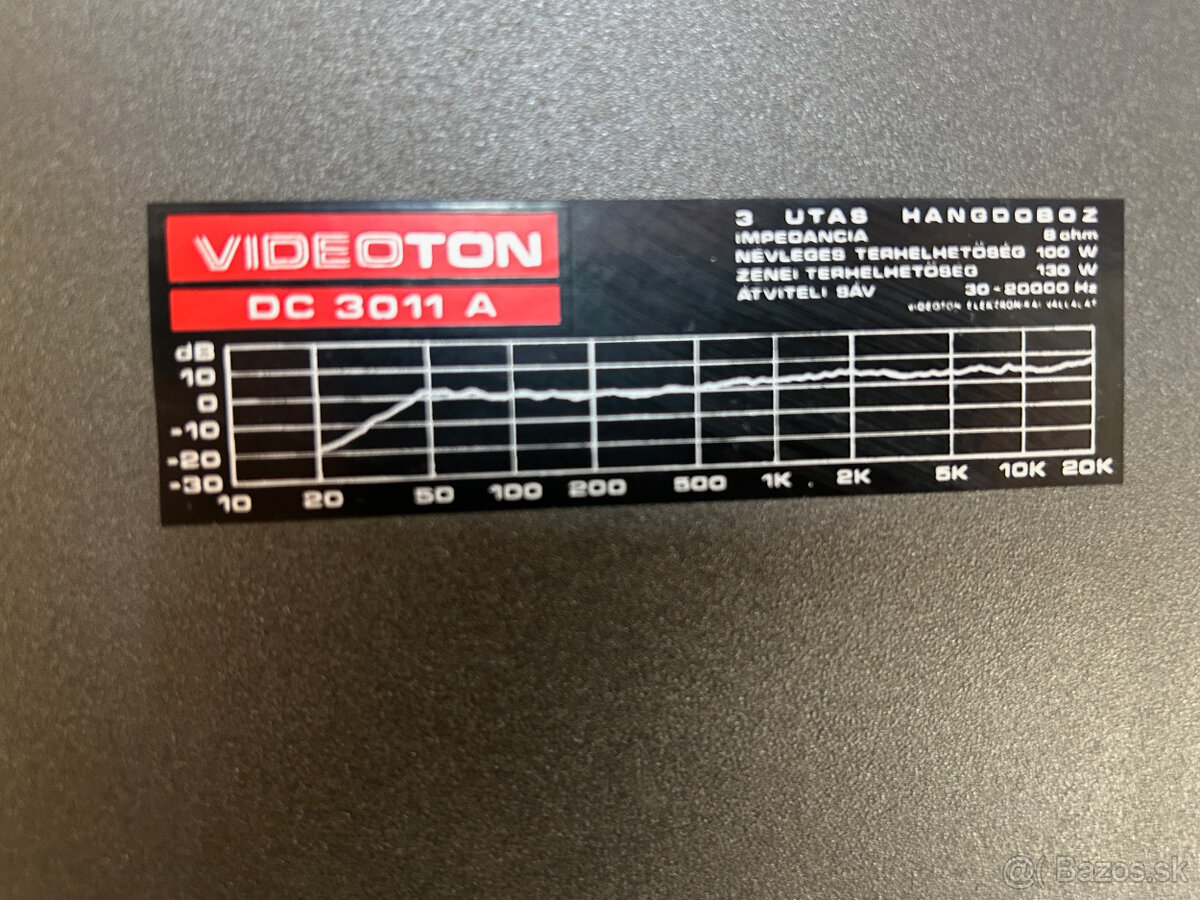 VIDEOTON
DC 3011 A
3 UTAS HANGDOBOZ
IMPEDANCIA 8 ohm
NÉVLEGES TERHELHETŐSÉG 100 W
ZENEI TERHELHETŐSÉG 130 W
ÁTVITELI SÁV 30-20000 Hz
VIDEOTON ELEKTRONIKAI VÁLLALAT
dB
10
0
-10
-20
-30
10 20 50 100 200 500 1K 2K 5K 10K 20K
@( Bazos.sk